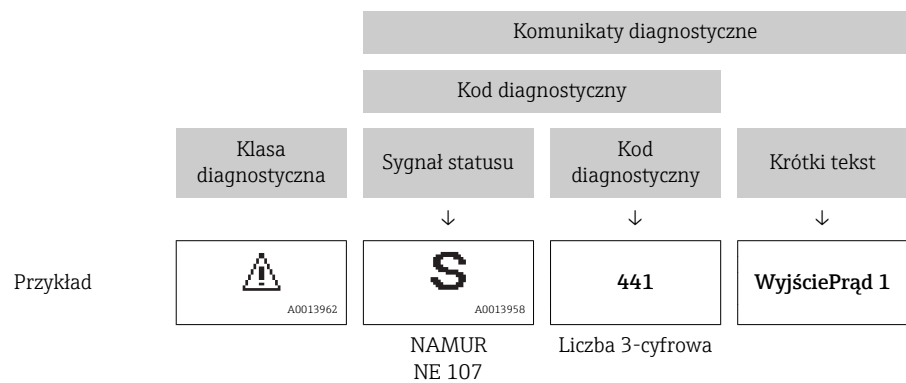 Komunikaty diagnostyczne
Kod diagnostyczny
Klasa
diagnostyczna
Sygnał statusu
Kod
diagnostyczny
Krótki tekst
↓ ↓ ↓
Przykład
A0013962
S
A0013958
441
WyjściePrąd 1
NAMUR
NE 107
Liczba 3-cyfrowa